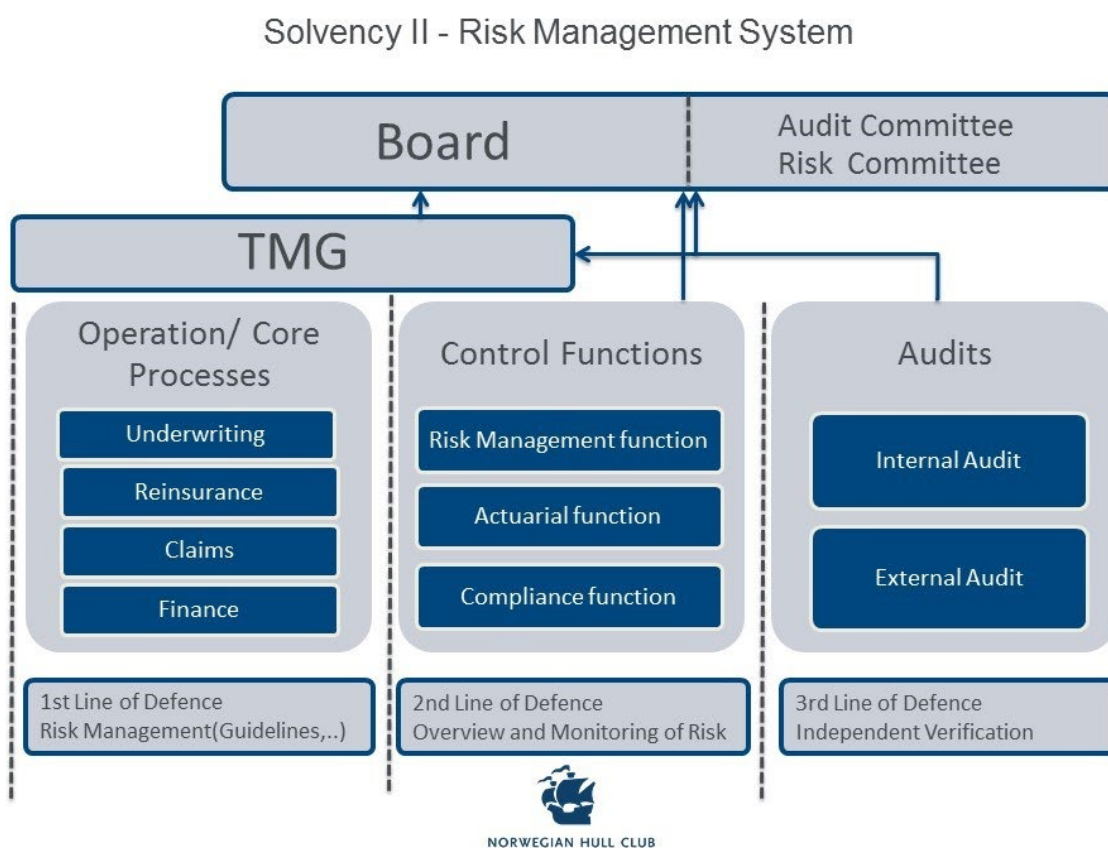 Solvency II - Risk Management System
Board
Audit Committee
Risk Committee
TMG
Operation/ Core
Processes
Underwriting
Reinsurance
Claims
Finance
Control Functions
Risk Management function
Actuarial function
Compliance function
Audits
Internal Audit
External Audit
1st Line of Defence
Risk Management(Guidelines,..)
2nd Line of Defence
Overview and Monitoring of Risk
3rd Line of Defence
Independent Verification
NORWEGIAN HULL CLUB